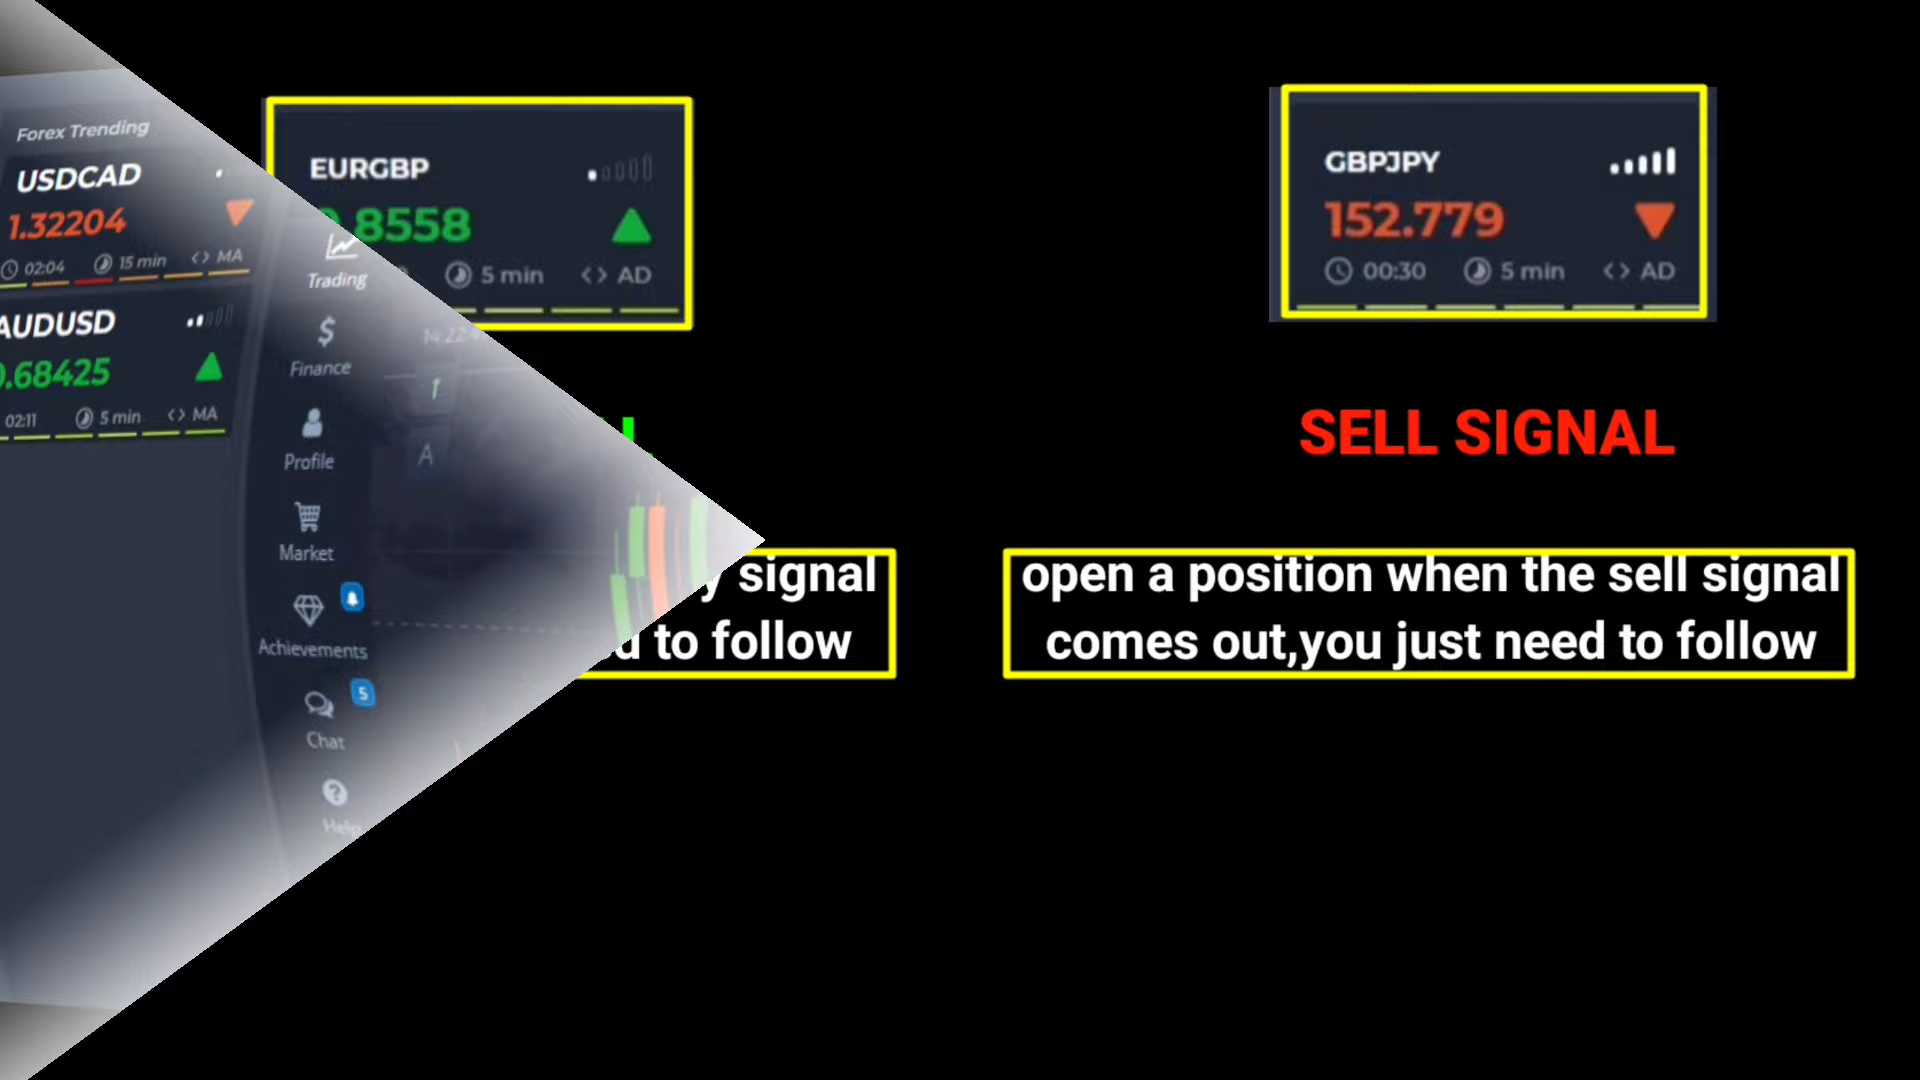 Forex Trending
USDCAD
1.32204
02:04 15 min <> MA
AUDUSD
0.68425
02:11 5 min <> MA
Trading
Finance
Profile
Market
Achievements
5
Chat
Help
A
EURGBP
.8558
5 min <> AD
signal
to follow
GBPJPY
152.779
00:30 5 min <> AD
SELL SIGNAL
open a position when the sell signal
comes out,you just need to follow